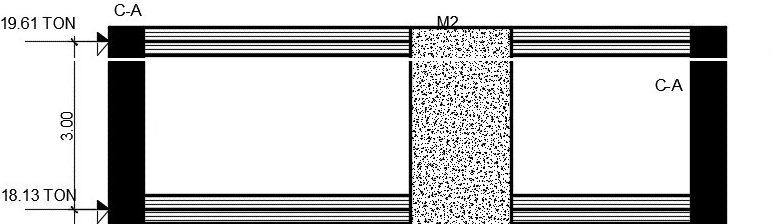 C-A
19.61 TON
M2
C-A
3.00
18.13 TON